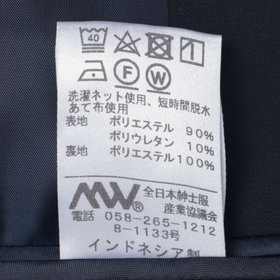 40
F W
洗濯ネット使用、短時間脱水
あて布使用
表地 ポリエステル 90%
ポリウレタン 10%
裏地 ポリエステル100%
MW 全日本紳士服
産業協議会
電話 058-265-1212
B-1133号
インドネシア製